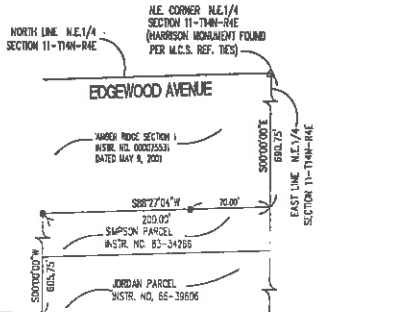 N.E. CORNER N.E.1/4
SECTION 11-T14N-R4E
(HARRISON MONUMENT FOUND
PER M.C.S. REF. TIES)
NORTH LINE N.E.1/4
SECTION 11-T14N-R4E
EDGEWOOD AVENUE
AMBER RIDGE SECTION 1
INSTR. NO.
DATED MAY 9, 2001
S00°00'00"E
690.75'
EAST LINE N.E.1/4
SECTION 11-T14N-R4E
S88°27'04"W
70.00'
200.00'
SIMPSON PARCEL
INSTR. NO. 83-34266
S00°00'00"W
605.75'
JORDAN PARCEL
INSTR. NO. 66-39606